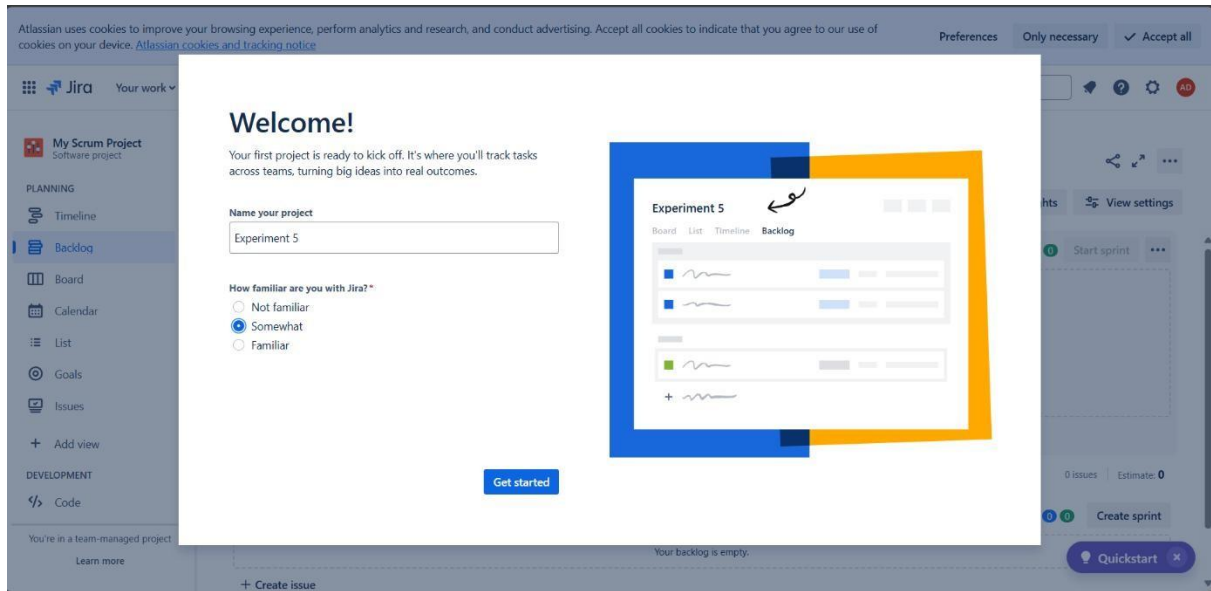 Atlassian uses cookies to improve your browsing experience, perform analytics and research, and conduct advertising. Accept all cookies to indicate that you agree to our use of
cookies on your device. Atlassian cookies and tracking notice
Preferences
Only necessary
Accept all
Jira
Your work
AD
My Scrum Project
Software project
PLANNING
Timeline
Backlog
Board
Calendar
List
Goals
Issues
Add view
DEVELOPMENT
Code
You're in a team-managed project
Learn more
Welcome!
Your first project is ready to kick off. It's where you'll track tasks
across teams, turning big ideas into real outcomes.
Name your project
Experiment 5
How familiar are you with Jira?*
Not familiar
Somewhat
Familiar
Get started
Experiment 5
Board List Timeline Backlog
View settings
0 Start sprint
0 issues Estimate: 0
0 0 Create sprint
Your backlog is empty.
Quickstart
+ Create issue